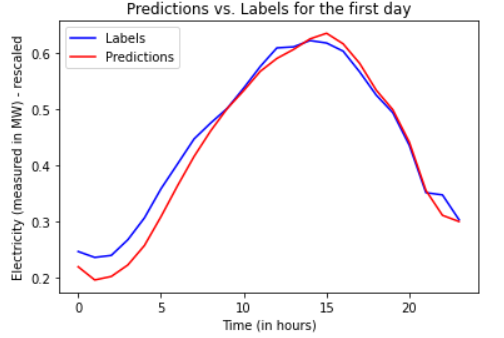 Predictions vs. Labels for the first day
Labels
Predictions
Electricity (measured in MW) - rescaled
0.6
0.5
0.4
0.3
0.2
0
5
10
15
20
Time (in hours)